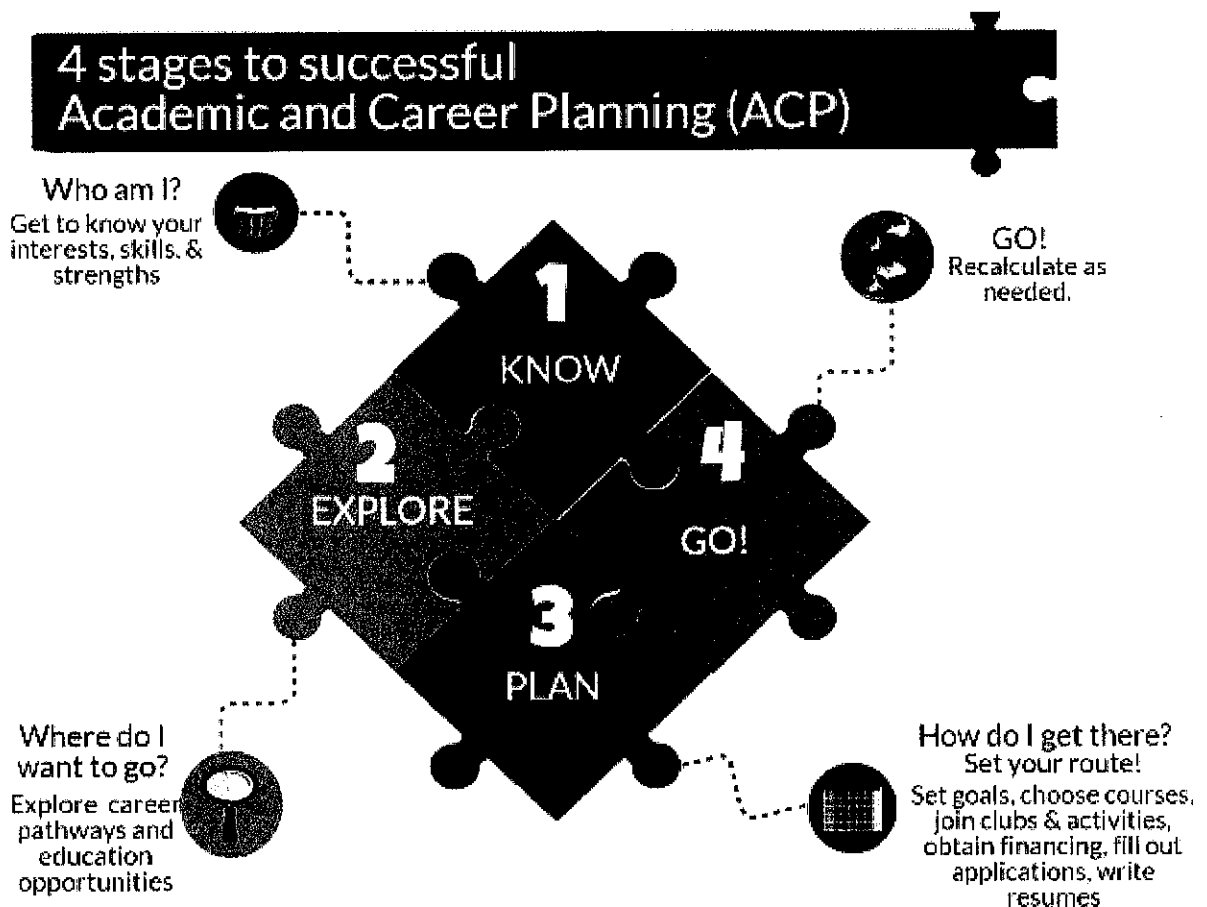 4 stages to successful
Academic and Career Planning (ACP)
Who am I?
Get to know your
interests, skills, &
strengths
GO!
Recalculate as
needed.
1
KNOW
2
EXPLORE
4
GO!
3
PLAN
Where do I
want to go?
Explore career
pathways and
education
opportunities
How do I get there?
Set your route!
Set goals, choose courses,
join clubs & activities,
obtain financing, fill out
applications, write
resumes